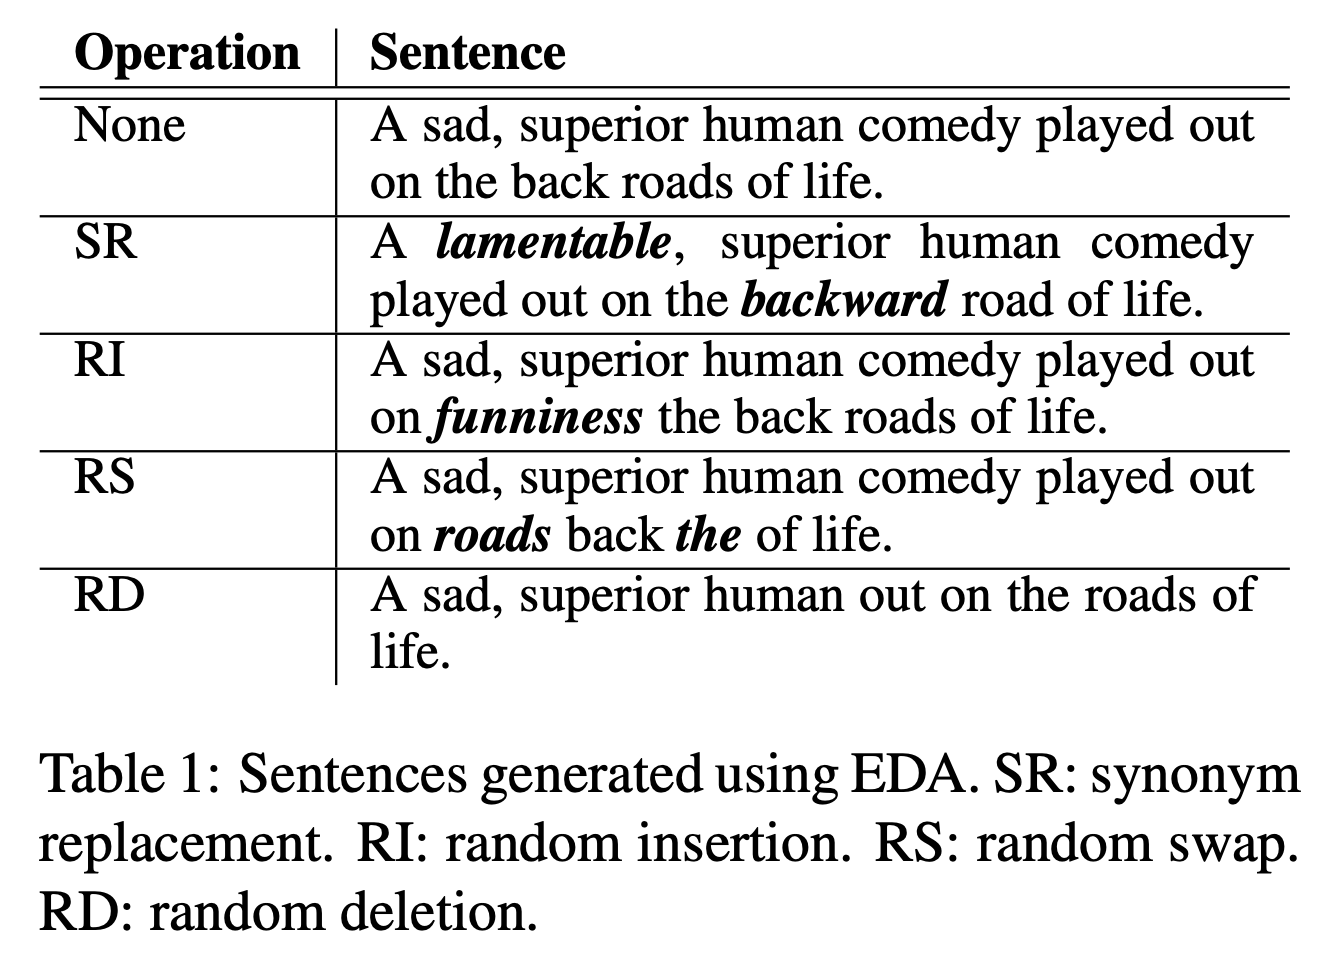 Operation Sentence
None A sad, superior human comedy played out
on the back roads of life.
SR A lamentable, superior human comedy
played out on the backward road of life.
RI A sad, superior human comedy played out
on funniness the back roads of life.
RS A sad, superior human comedy played out
on roads back the of life.
RD A sad, superior human out on the roads of
life.
Table 1: Sentences generated using EDA. SR: synonym
replacement. RI: random insertion. RS: random swap.
RD: random deletion.